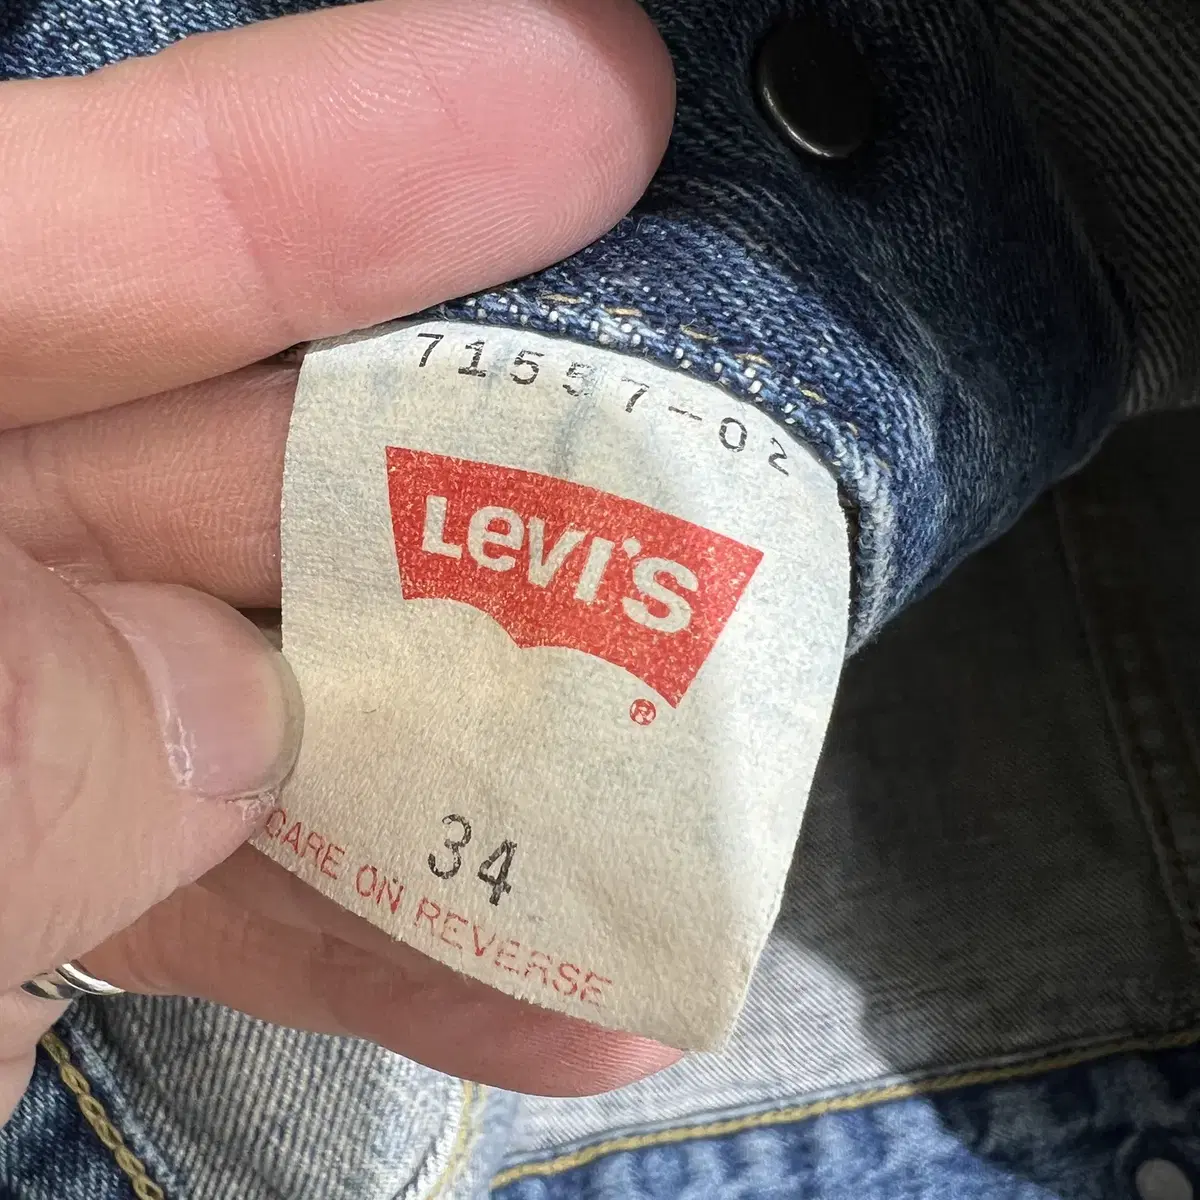 71557-02
LEVI'S
®
34
CARE ON REVERSE